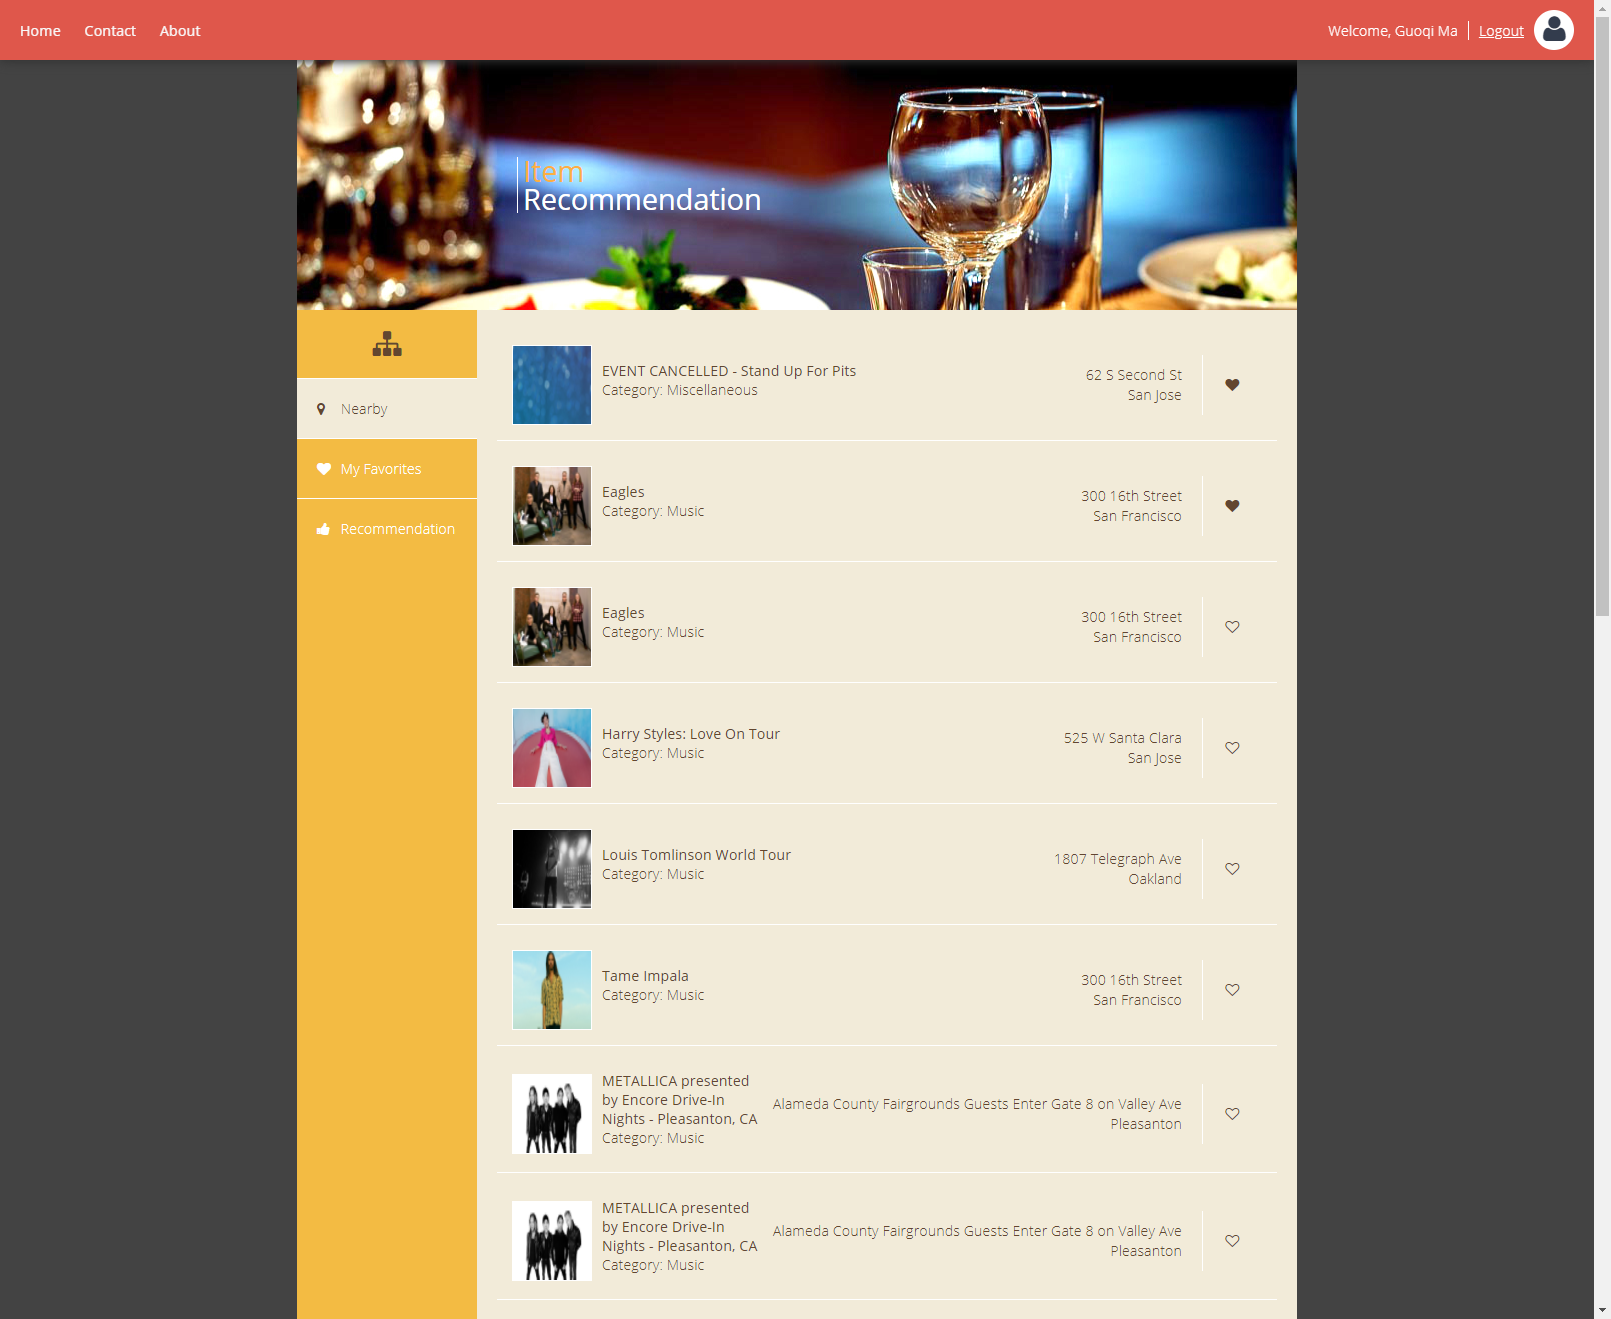 Home Contact About
Welcome, Guoqi Ma Logout
Item
Recommendation
Nearby
My Favorites
Recommendation
EVENT CANCELLED - Stand Up For Pits
Category: Miscellaneous
62 S Second St
San Jose
Eagles
Category: Music
300 16th Street
San Francisco
Eagles
Category: Music
300 16th Street
San Francisco
Harry Styles: Love On Tour
Category: Music
525 W Santa Clara
San Jose
Louis Tomlinson World Tour
Category: Music
1807 Telegraph Ave
Oakland
Tame Impala
Category: Music
300 16th Street
San Francisco
METALLICA presented
by Encore Drive-In
Nights - Pleasanton, CA
Category: Music
Alameda County Fairgrounds Guests Enter Gate 8 on Valley Ave
Pleasanton
METALLICA presented
by Encore Drive-In
Nights - Pleasanton, CA
Category: Music
Alameda County Fairgrounds Guests Enter Gate 8 on Valley Ave
Pleasanton